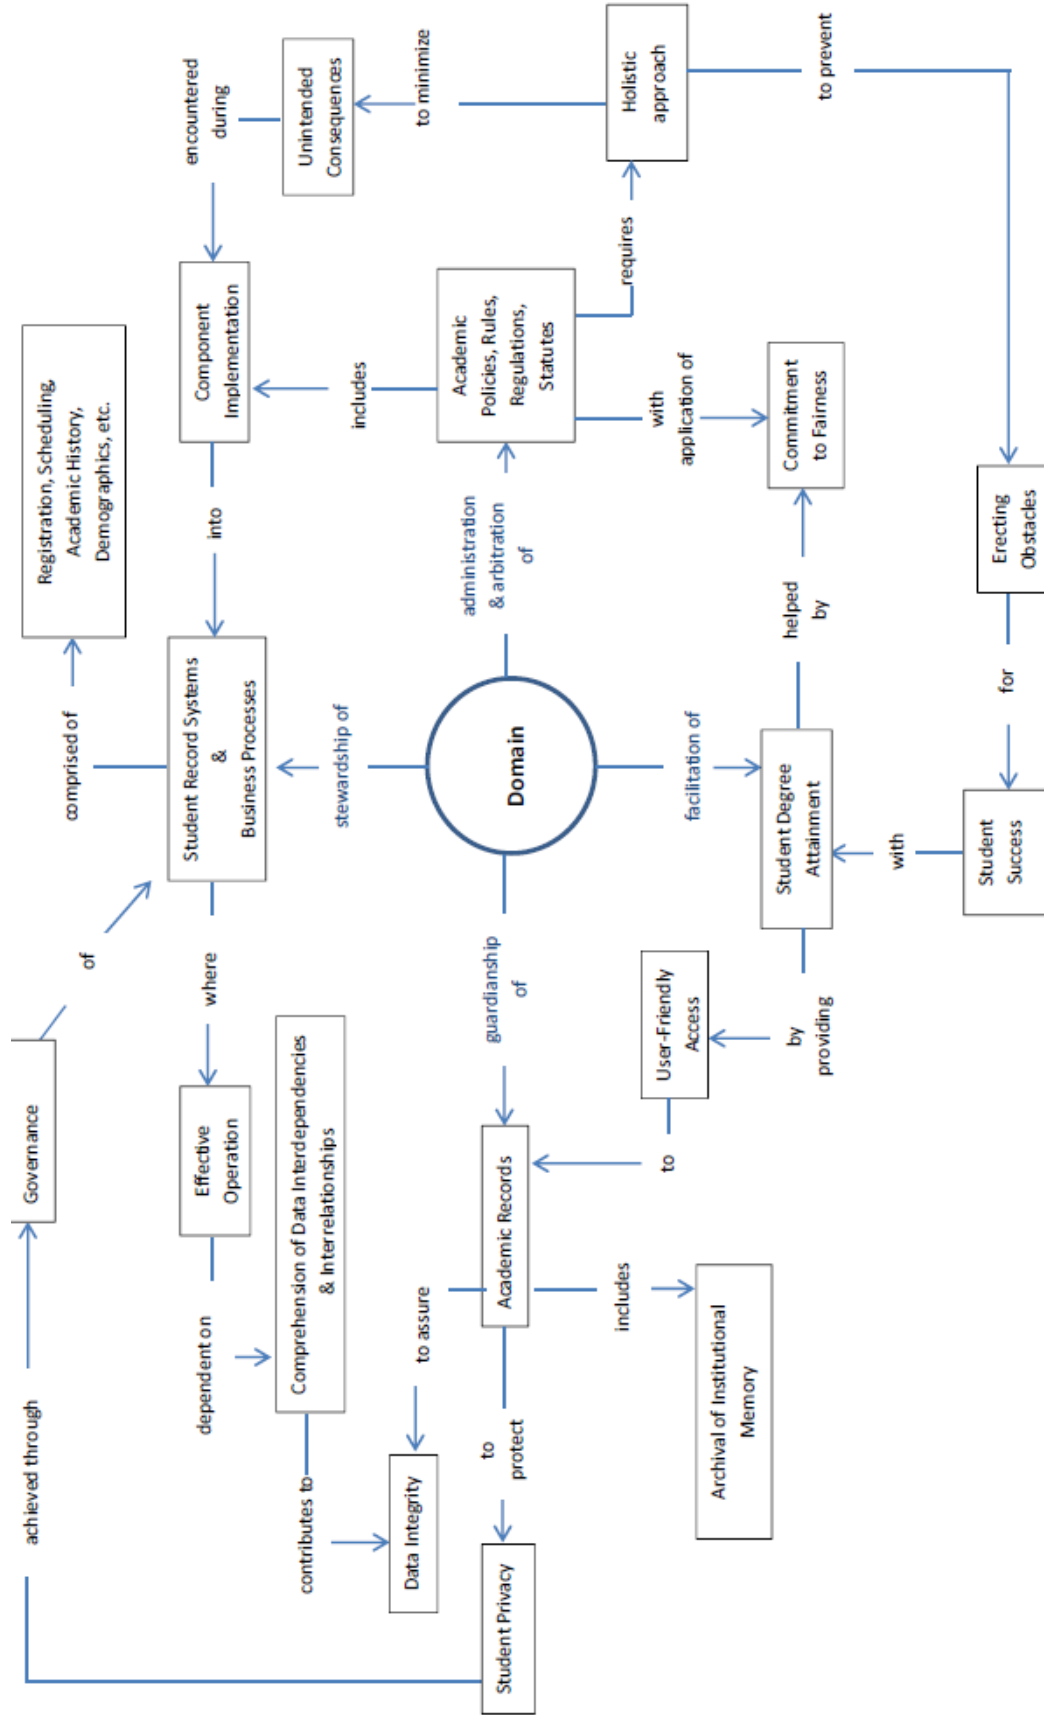 achieved through
Governance
of
comprised of
Registration, Scheduling,
Academic History,
Demographics, etc.
dependent on
Effective
Operation
where
Student Record Systems
&
Business Processes
into
Component
Implementation
encountered
during
contributes to
Comprehension of Data Interdependencies
& Interrelationships
stewardship of
includes
Unintended
Consequences
Data Integrity
to assure
to minimize
Student Privacy
to
protect
Academic Records
guardianship
of
Domain
administration
& arbitration
of
Academic
Policies, Rules,
Regulations,
Statutes
requires
Holistic
approach
includes
to
User-Friendly
Access
facilitation of
with
application of
Archival of Institutional
Memory
by
providing
Student Degree
Attainment
helped
by
Commitment
to Fairness
to prevent
with
Student
Success
for
Erecting
Obstacles